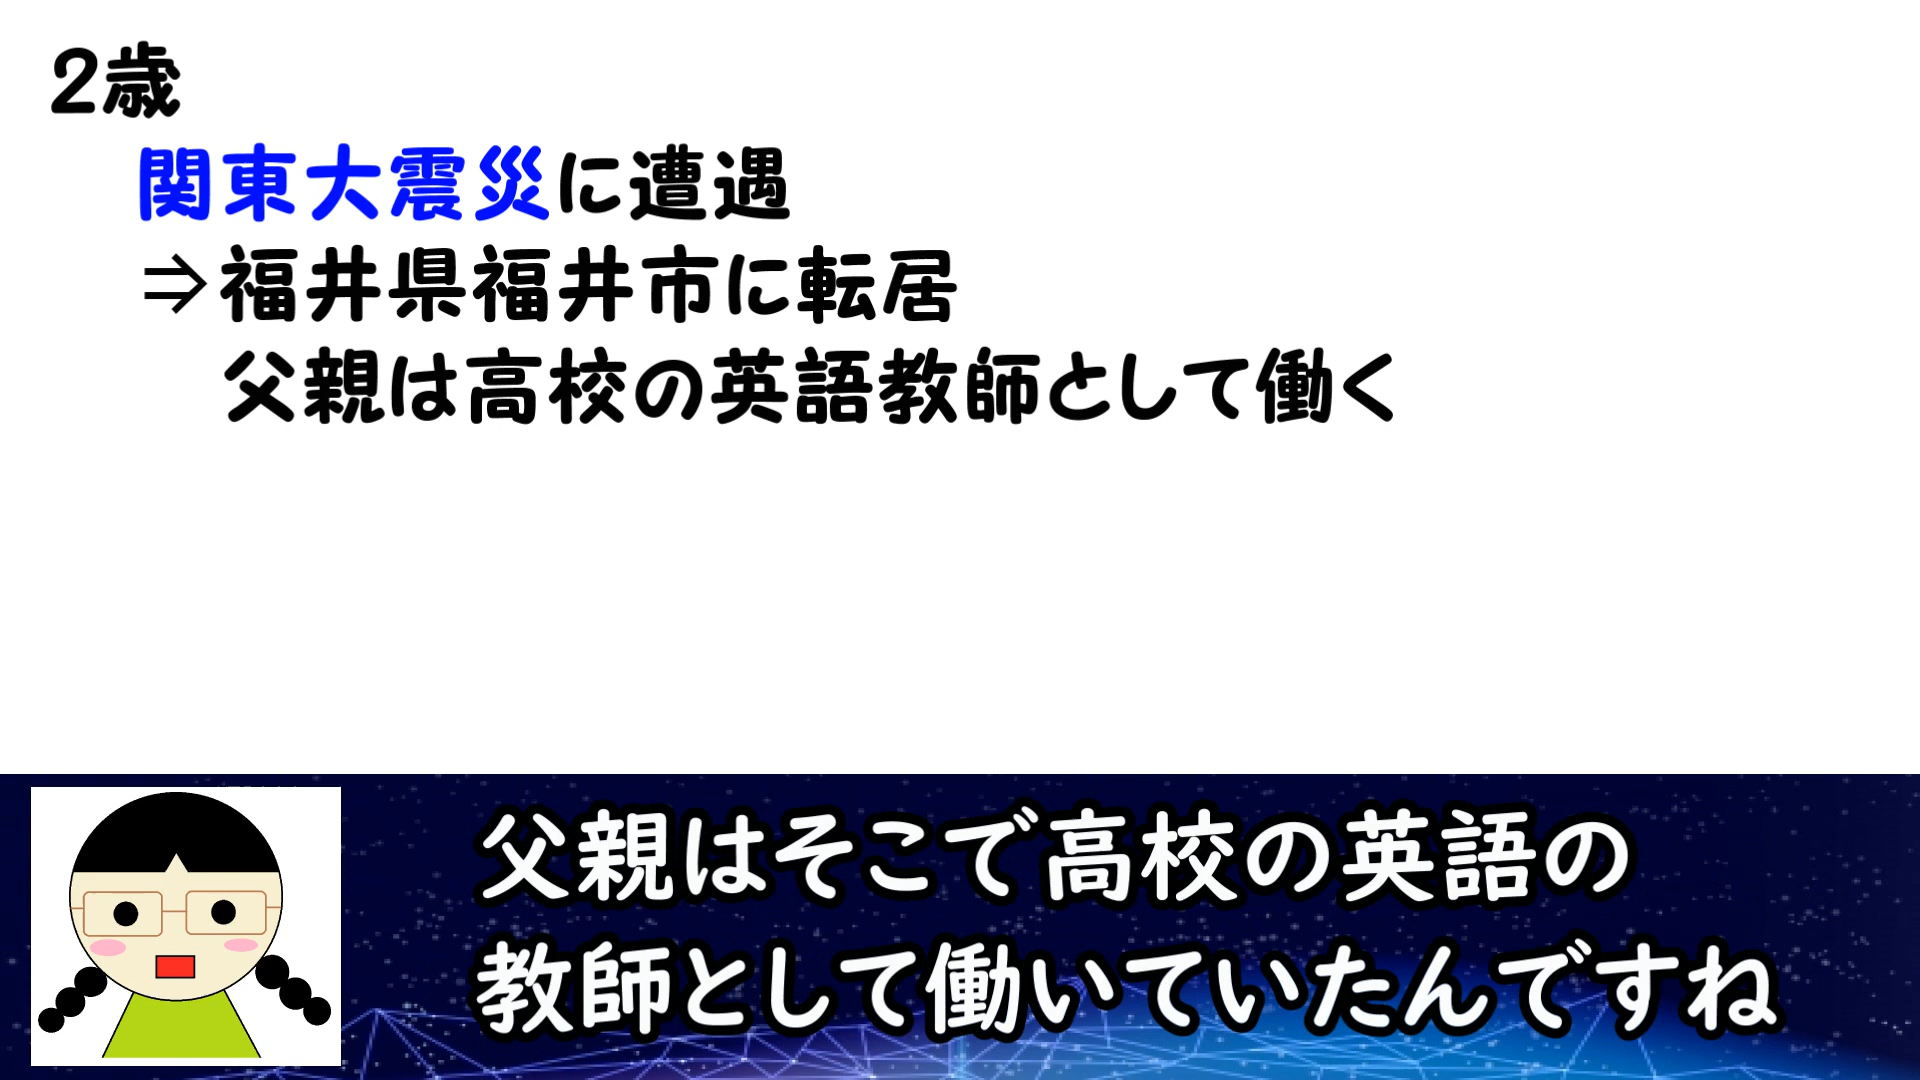 2歳
関東大震災に遭遇
⇒福井県福井市に転居
父親は高校の英語教師として働く
父親はそこで高校の英語の
教師として働いていたんですね